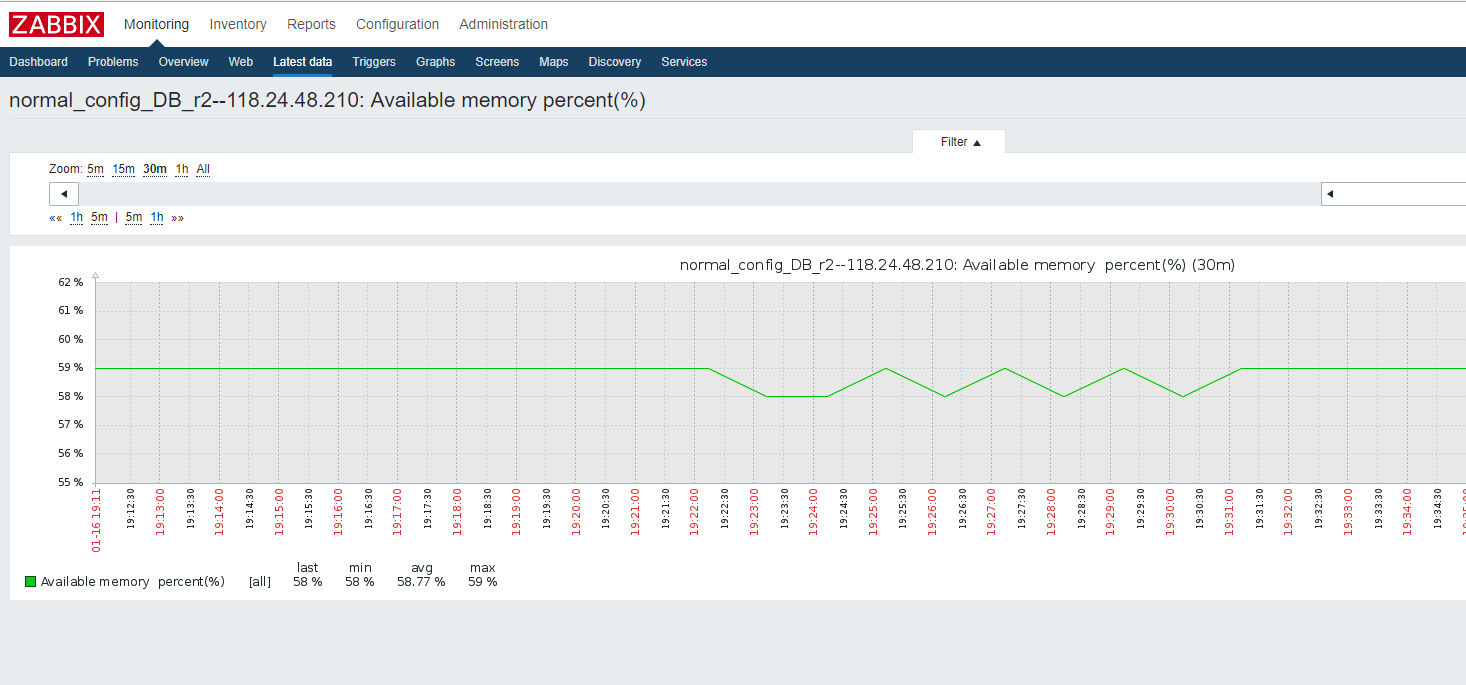 ZABBIX Monitoring Inventory Reports Configuration Administration
Dashboard Problems Overview Web Latest data Triggers Graphs Screens Maps Discovery Services
normal_config_DB_r2--118.24.48.210: Available memory percent(%)
Filter ▲
Zoom: 5m 15m 30m 1h All
◄ ◄
«« 1h 5m | 5m 1h »»
normal_config_DB_r2--118.24.48.210: Available memory percent(%) (30m)
62 %
61 %
60 %
59 %
58 %
57 %
56 %
55 %
01-16 19:11 19:12:30 19:13:00 19:13:30 19:14:00 19:14:30 19:15:00 19:15:30 19:16:00 19:16:30 19:17:00 19:17:30 19:18:00 19:18:30 19:19:00 19:19:30 19:20:00 19:20:30 19:21:00 19:21:30 19:22:00 19:22:30 19:23:00 19:23:30 19:24:00 19:24:30 19:25:00 19:25:30 19:26:00 19:26:30 19:27:00 19:27:30 19:28:00 19:28:30 19:29:00 19:29:30 19:30:00 19:30:30 19:31:00 19:31:30 19:32:00 19:32:30 19:33:00 19:33:30 19:34:00 19:34:30
last min avg max
Available memory percent(%) [all] 58 % 58 % 58.77 % 59 %